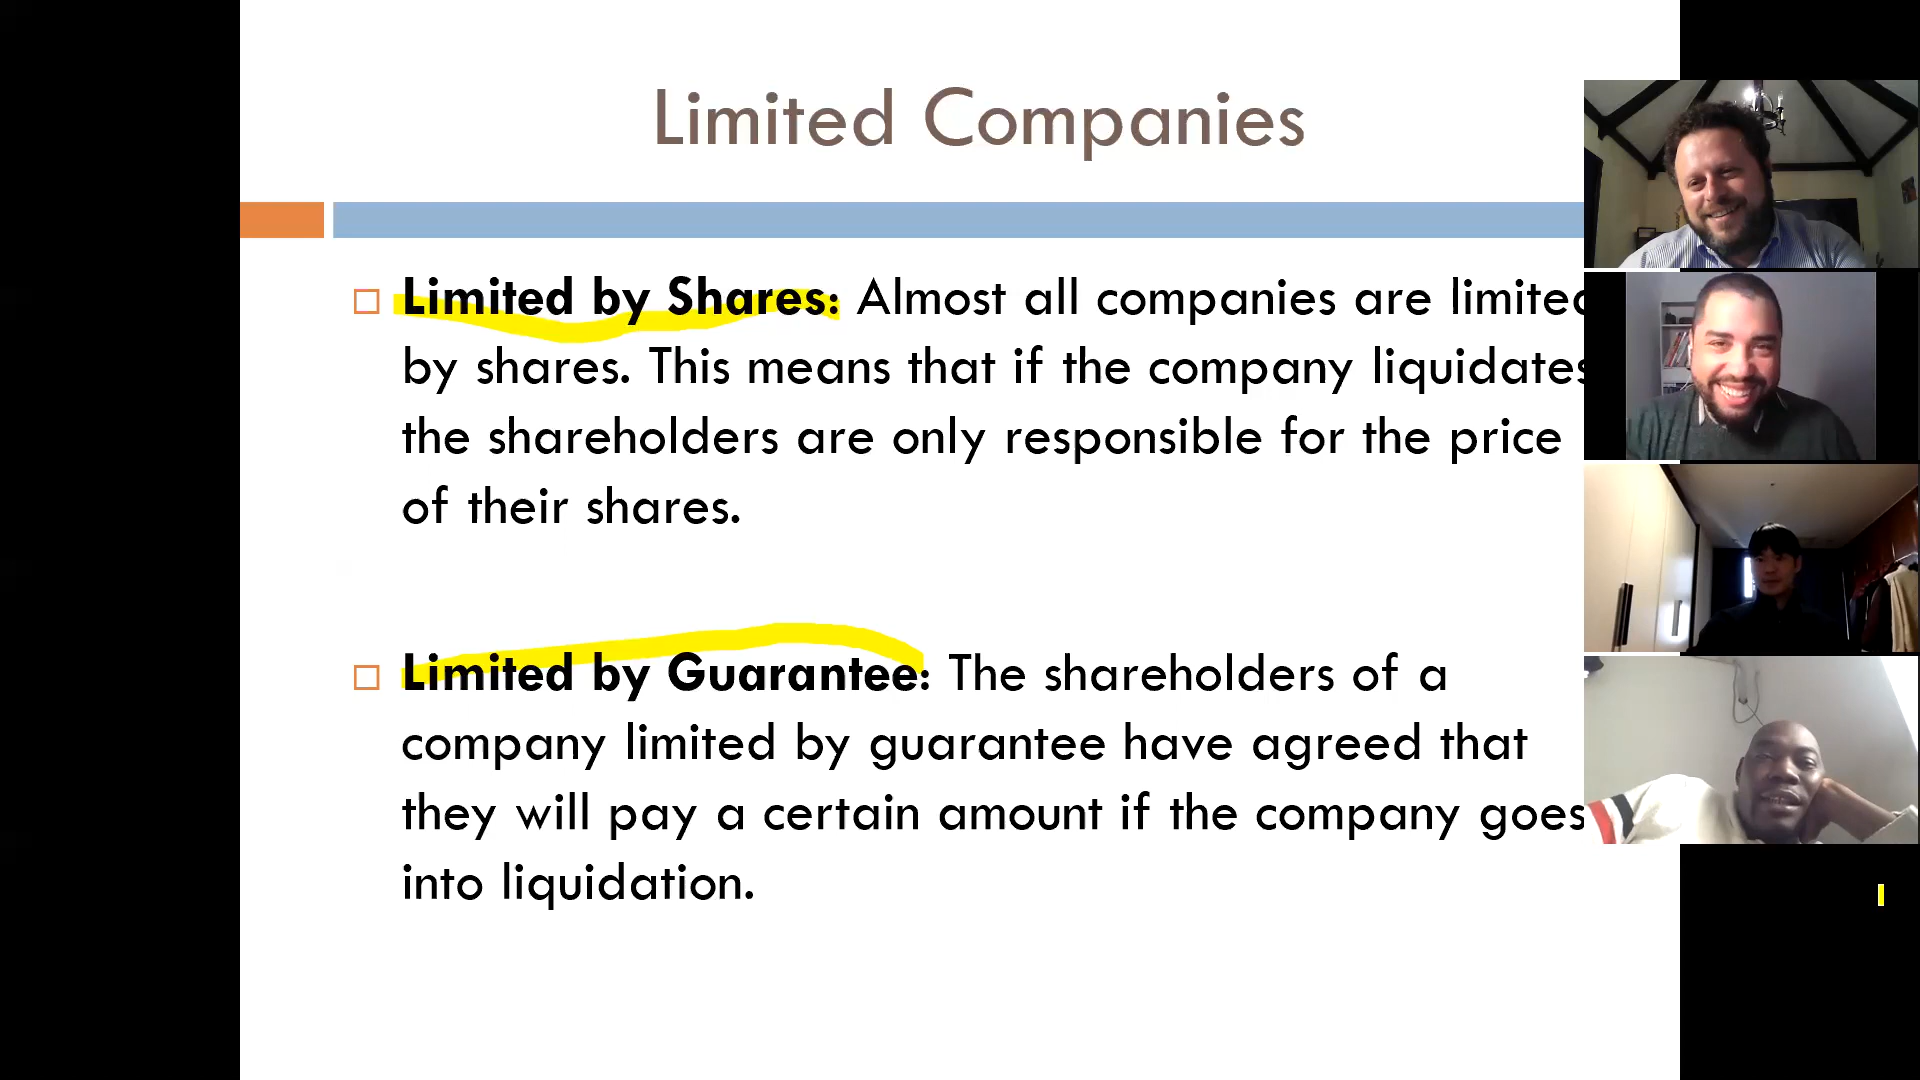 Limited Companies
Limited by Shares: Almost all companies are limited
by shares. This means that if the company liquidates
the shareholders are only responsible for the price
of their shares.
Limited by Guarantee: The shareholders of a
company limited by guarantee have agreed that
they will pay a certain amount if the company goes
into liquidation.